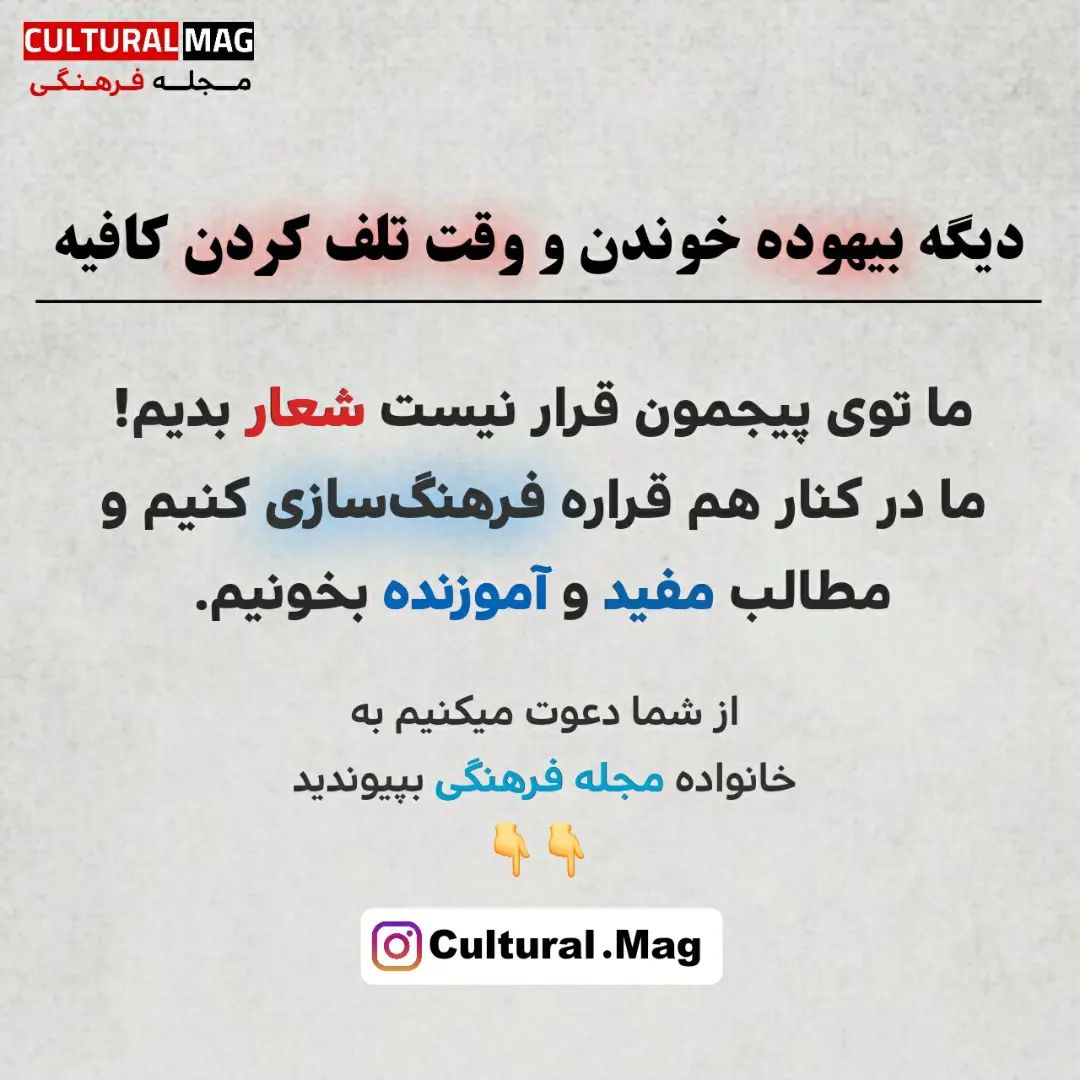 CULTURAL MAG
مـجلـــه فـرهـنـگـی
دیگه بیهوده خوندن و وقت تلف کردن کافیه
ما توی پیجمون قرار نیست شعار بدیم!
ما در کنار هم قراره فرهنگ‌سازی کنیم و
مطالب مفید و آموزنده بخونیم.
از شما دعوت میکنیم به
خانواده مجله فرهنگی بپیوندید
👇👇
Cultural.Mag